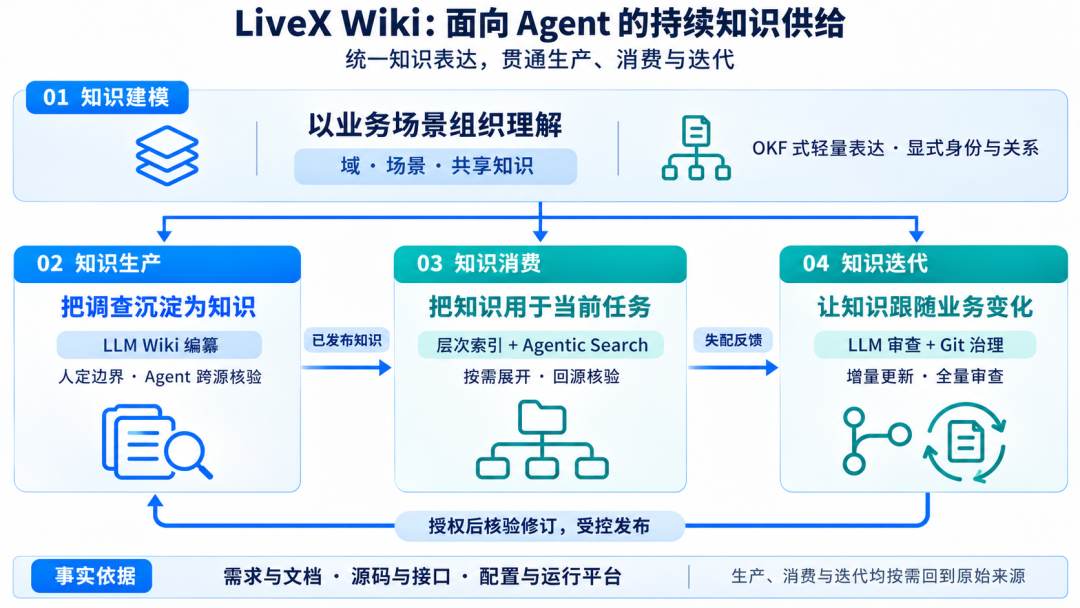 LiveX Wiki：面向 Agent 的持续知识供给
统一知识表达，贯通生产、消费与迭代
01 知识建模
以业务场景组织理解
域 · 场景 · 共享知识
OKF 式轻量表达 · 显式身份与关系
02 知识生产
把调查沉淀为知识
LLM Wiki 编纂
人定边界 · Agent 跨源核验
已发布知识
03 知识消费
把知识用于当前任务
层次索引 + Agentic Search
按需展开 · 回源核验
失配反馈
04 知识迭代
让知识跟随业务变化
LLM 审查 + Git 治理
增量更新 · 全量审查
授权后核验修订，受控发布
事实依据
需求与文档 · 源码与接口 · 配置与运行平台
生产、消费与迭代均按需回到原始来源